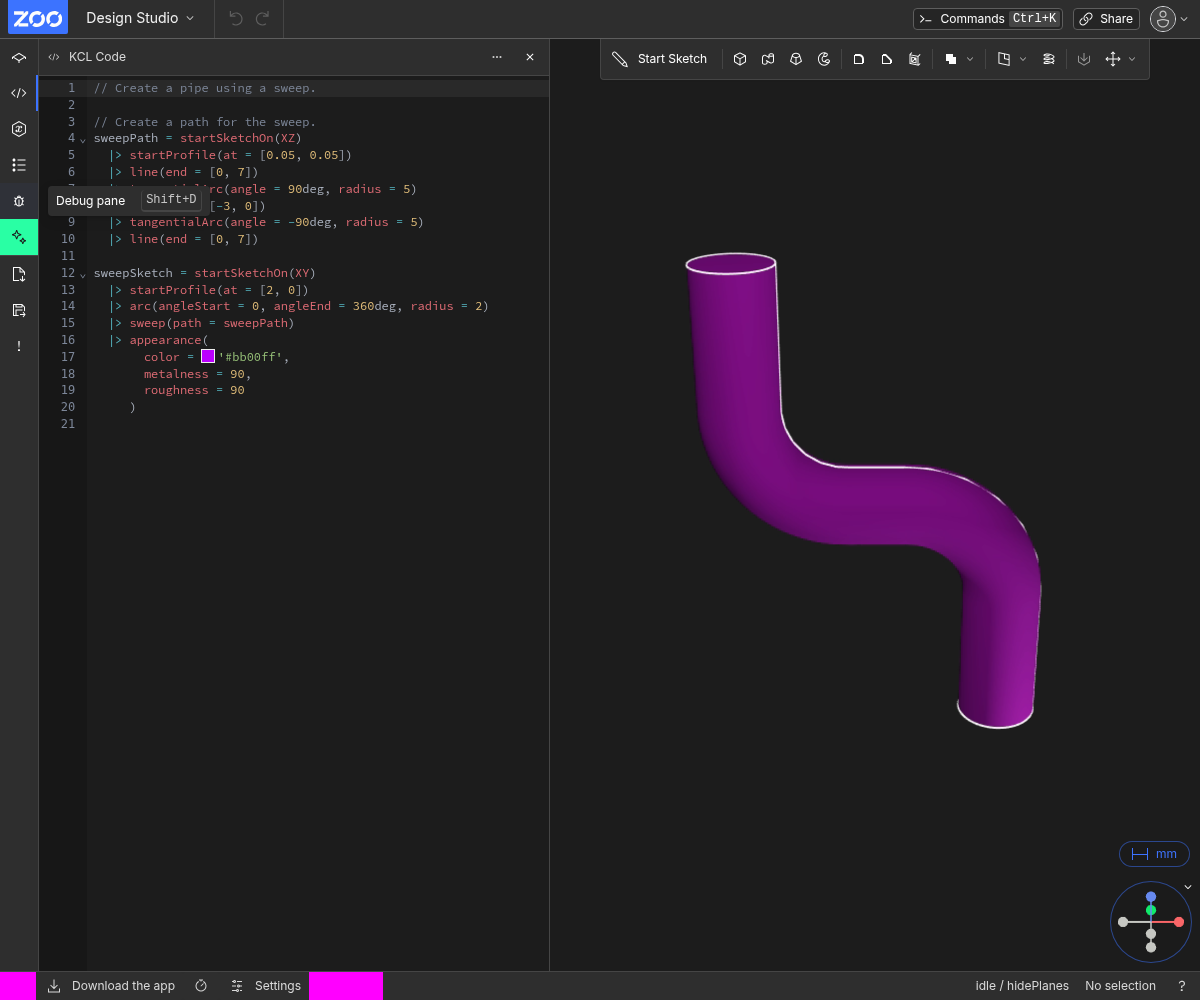 ZOO
Design Studio
Commands Ctrl+K
Share
KCL Code
Start Sketch
1 // Create a pipe using a sweep.
2
3 // Create a path for the sweep.
4 sweepPath = startSketchOn(XZ)
5 |> startProfile(at = [0.05, 0.05])
6 |> line(end = [0, 7])
rc(angle = 90deg, radius = 5)
[-3, 0])
Debug pane Shift+D
9 |> tangentialArc(angle = -90deg, radius = 5)
10 |> line(end = [0, 7])
11
12 sweepSketch = startSketchOn(XY)
13 |> startProfile(at = [2, 0])
14 |> arc(angleStart = 0, angleEnd = 360deg, radius = 2)
15 |> sweep(path = sweepPath)
16 |> appearance(
17 color = '#bb00ff',
18 metalness = 90,
19 roughness = 90
20 )
21
mm
Download the app
Settings
idle / hidePlanes
No selection
?